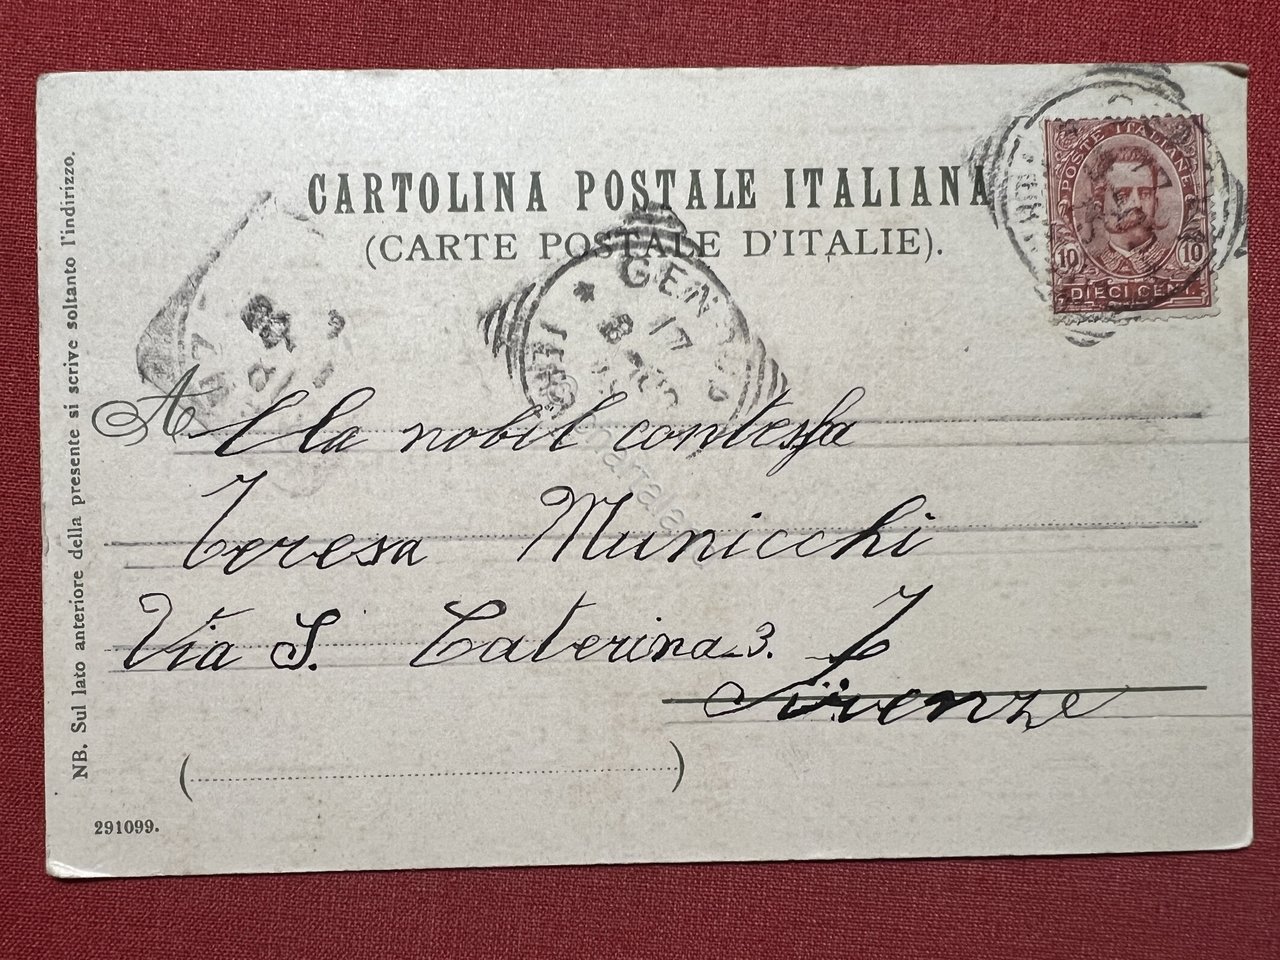 CARTOLINA POSTALE ITALIANA
(CARTE POSTALE D'ITALIE).
POSTE ITALIANE
10 10
DIECI CENT.
17
Alla nobil contessa
Teresa Municchi
Via S. Caterina 3.
Firenze
NB. Sul lato anteriore della presente si scrive soltanto l'indirizzo.
291099.